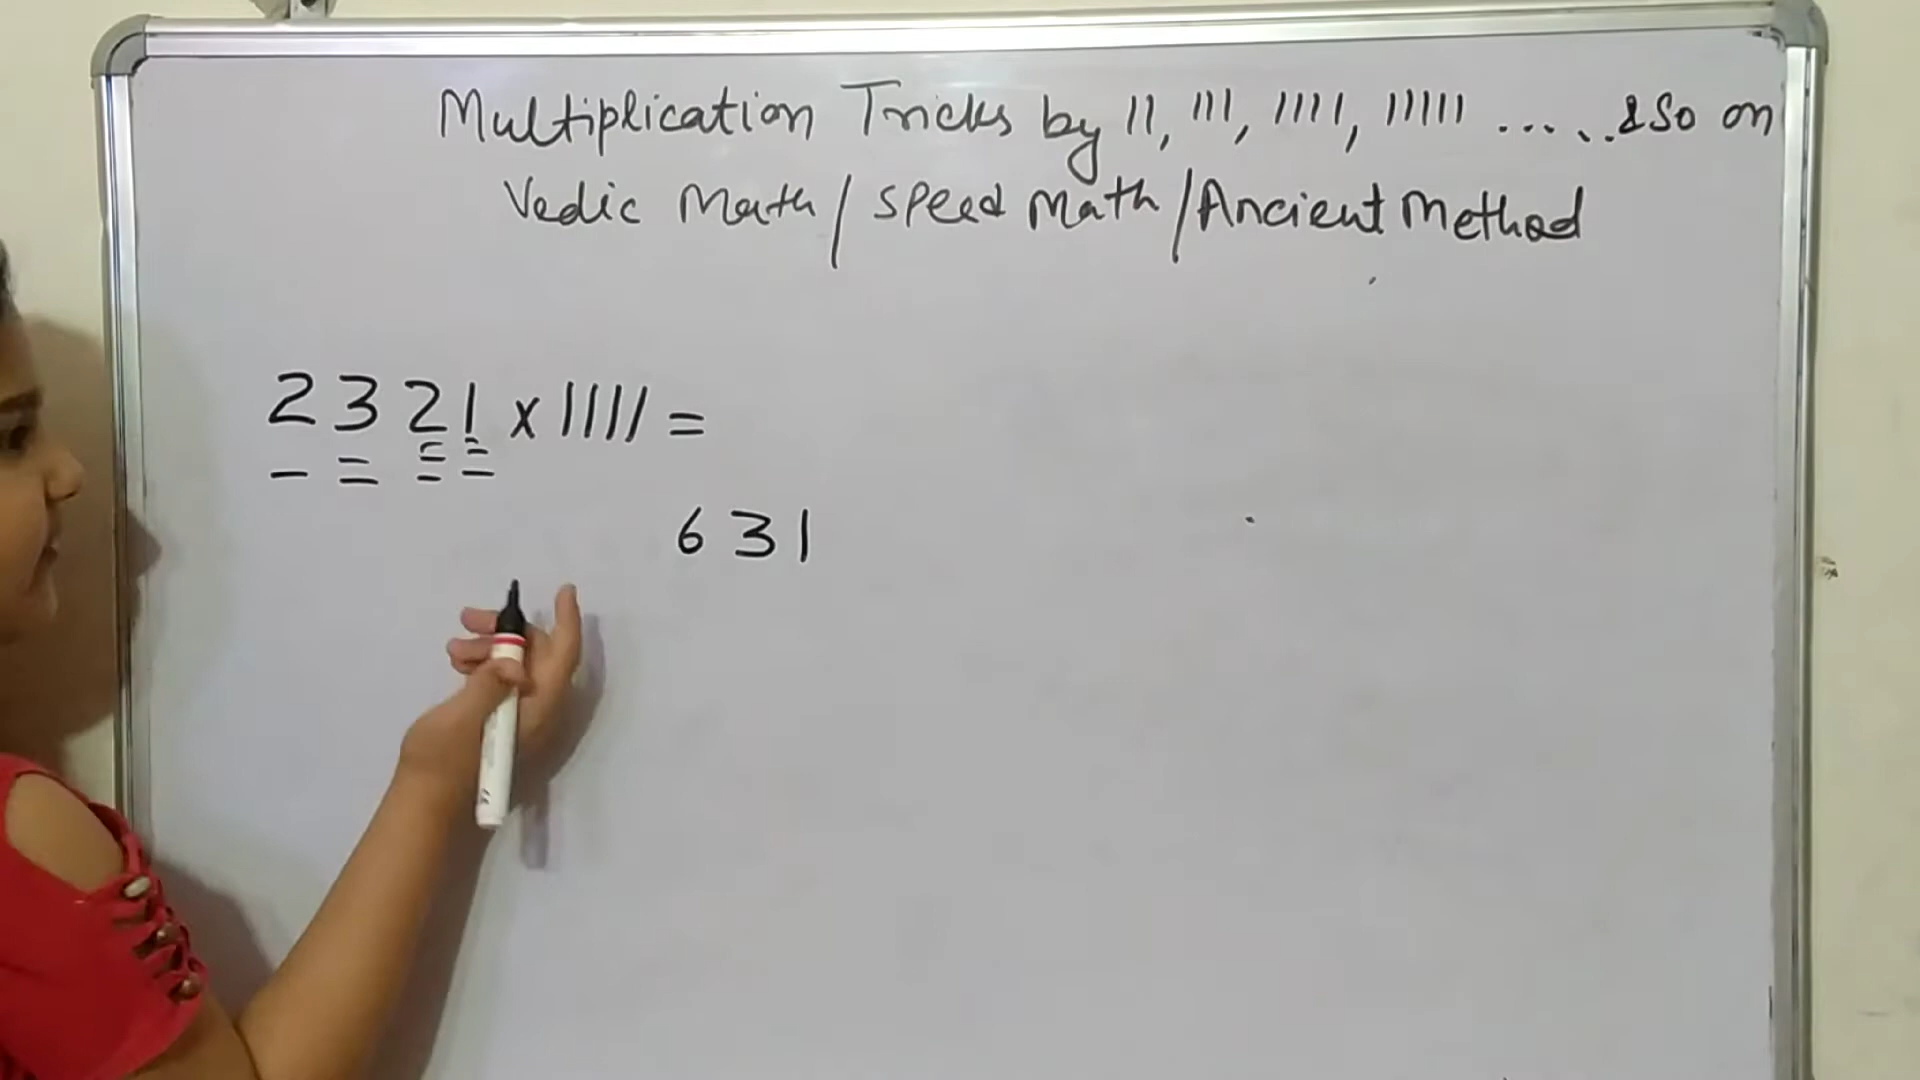 Multiplication Tricks by 11, 111, 1111, 11111 ..... & so on
Vedic Math / Speed Math / Ancient Method
2321 x 1111 =
631